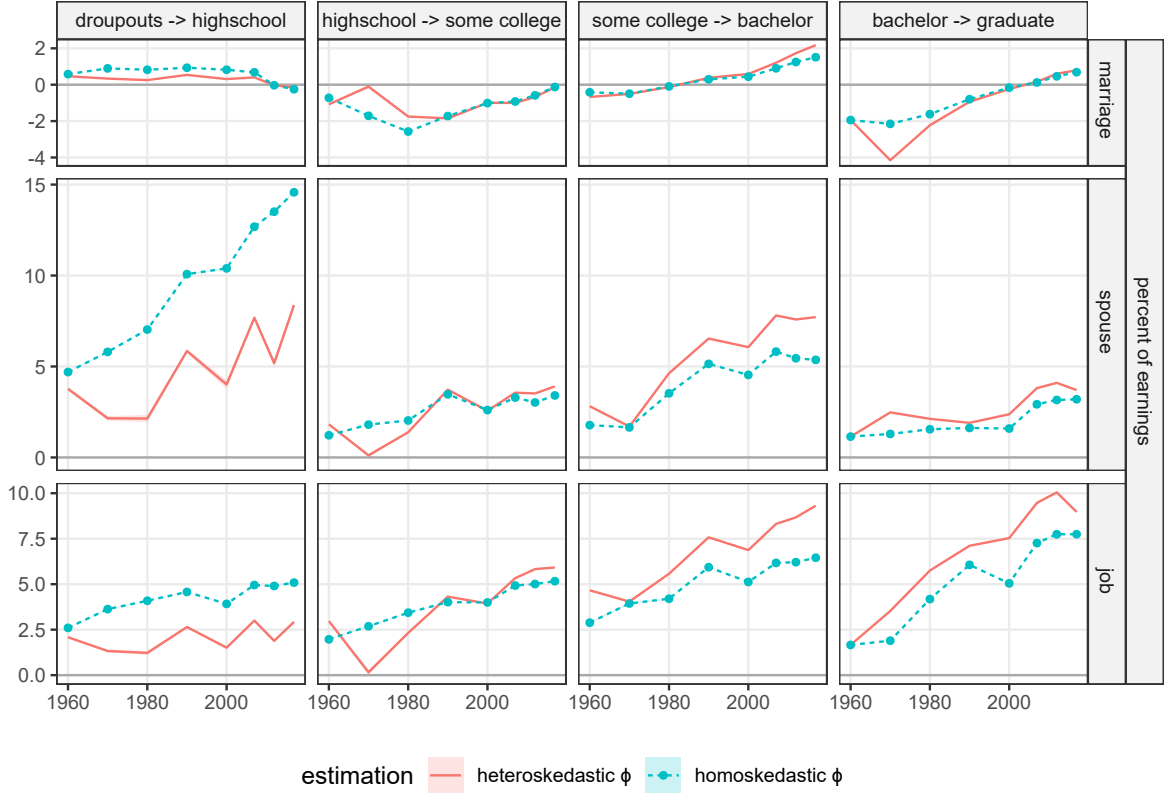 droupouts -> highschool
highschool -> some college
some college -> bachelor
bachelor -> graduate
2
0
-2
-4
marriage
15
10
5
0
spouse
percent of earnings
10.0
7.5
5.0
2.5
0.0
job
1960 1980 2000
1960 1980 2000
1960 1980 2000
1960 1980 2000
estimation heteroskedastic ϕ homoskedastic ϕ